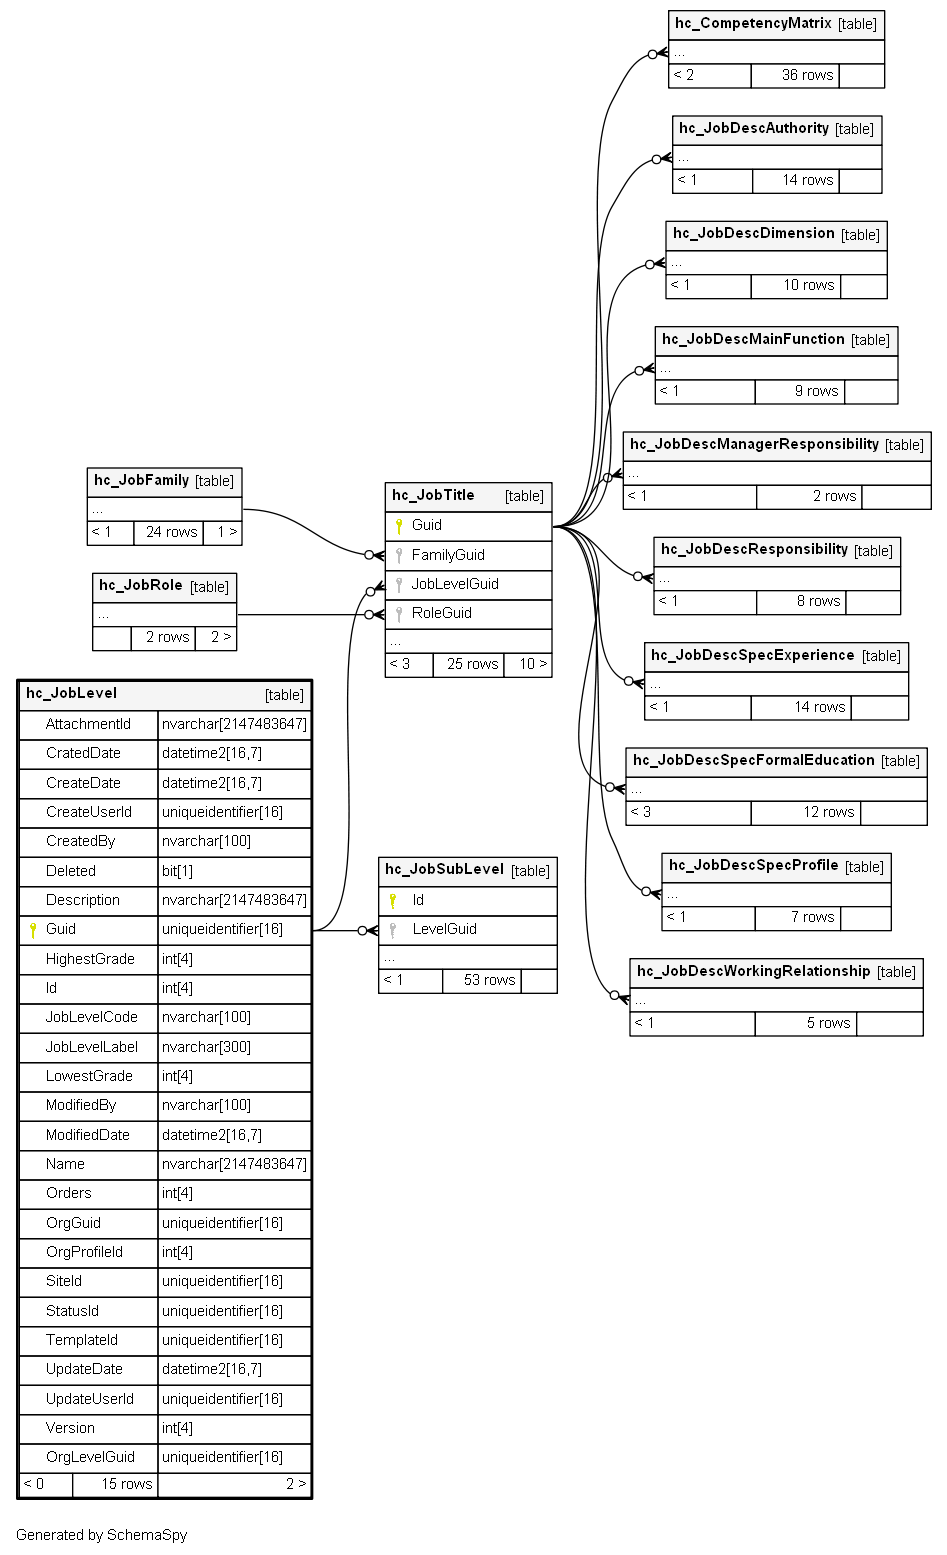 hc_CompetencyMatrix [table]
...
< 2 36 rows
hc_JobDescAuthority [table]
...
< 1 14 rows
hc_JobDescDimension [table]
...
< 1 10 rows
hc_JobDescMainFunction [table]
...
< 1 9 rows
hc_JobDescManagerResponsibility [table]
...
< 1 2 rows
hc_JobFamily [table]
...
< 1 24 rows 1 >
hc_JobTitle [table]
Guid
FamilyGuid
JobLevelGuid
RoleGuid
...
< 3 25 rows 10 >
hc_JobDescResponsibility [table]
...
< 1 8 rows
hc_JobRole [table]
...
2 rows 2 >
hc_JobDescSpecExperience [table]
...
< 1 14 rows
hc_JobLevel [table]
AttachmentId nvarchar[2147483647]
CratedDate datetime2[16,7]
CreateDate datetime2[16,7]
CreateUserId uniqueidentifier[16]
CreatedBy nvarchar[100]
Deleted bit[1]
Description nvarchar[2147483647]
Guid uniqueidentifier[16]
HighestGrade int[4]
Id int[4]
JobLevelCode nvarchar[100]
JobLevelLabel nvarchar[300]
LowestGrade int[4]
ModifiedBy nvarchar[100]
ModifiedDate datetime2[16,7]
Name nvarchar[2147483647]
Orders int[4]
OrgGuid uniqueidentifier[16]
OrgProfileId int[4]
SiteId uniqueidentifier[16]
StatusId uniqueidentifier[16]
TemplateId uniqueidentifier[16]
UpdateDate datetime2[16,7]
UpdateUserId uniqueidentifier[16]
Version int[4]
OrgLevelGuid uniqueidentifier[16]
< 0 15 rows 2 >
hc_JobDescSpecFormalEducation [table]
...
< 3 12 rows
hc_JobSubLevel [table]
Id
LevelGuid
...
< 1 53 rows
hc_JobDescSpecProfile [table]
...
< 1 7 rows
hc_JobDescWorkingRelationship [table]
...
< 1 5 rows
Generated by SchemaSpy